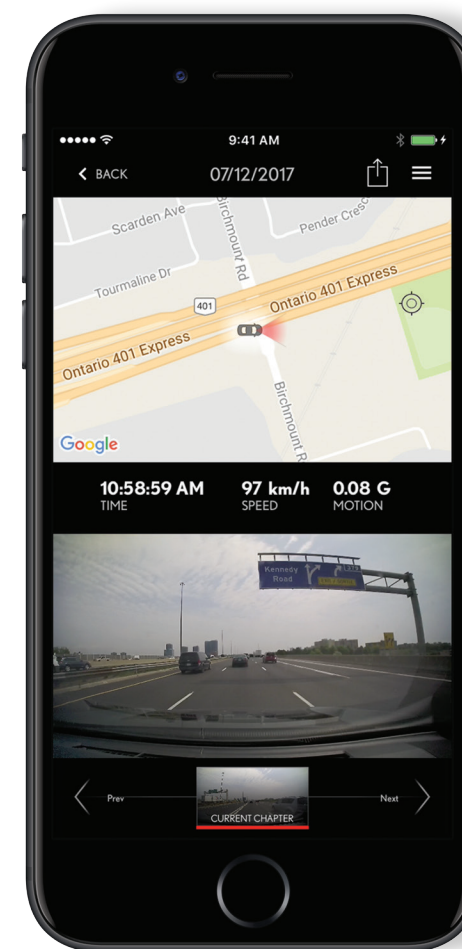 9:41 AM
BACK
07/12/2017
Scarden Ave
Birchmount Rd
Pender Cresc
Tourmaline Dr
401
Ontario 401 Express
Ontario 401 Express
Birchmount R
Google
10:58:59 AM 97 km/h 0.08 G
TIME SPEED MOTION
Kennedy
Road
Prev
Next
CURRENT CHAPTER